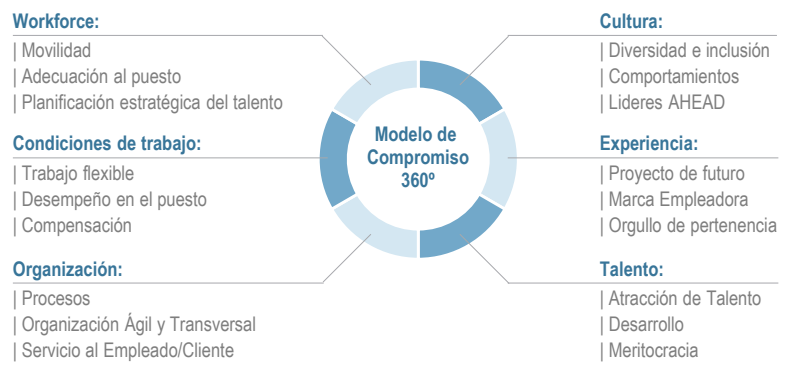 Workforce:
| Movilidad
| Adecuación al puesto
| Planificación estratégica del talento
Condiciones de trabajo:
| Trabajo flexible
| Desempeño en el puesto
| Compensación
Organización:
| Procesos
| Organización Ágil y Transversal
| Servicio al Empleado/Cliente
Modelo de
Compromiso
360º
Cultura:
| Diversidad e inclusión
| Comportamientos
| Lideres AHEAD
Experiencia:
| Proyecto de futuro
| Marca Empleadora
| Orgullo de pertenencia
Talento:
| Atracción de Talento
| Desarrollo
| Meritocracia